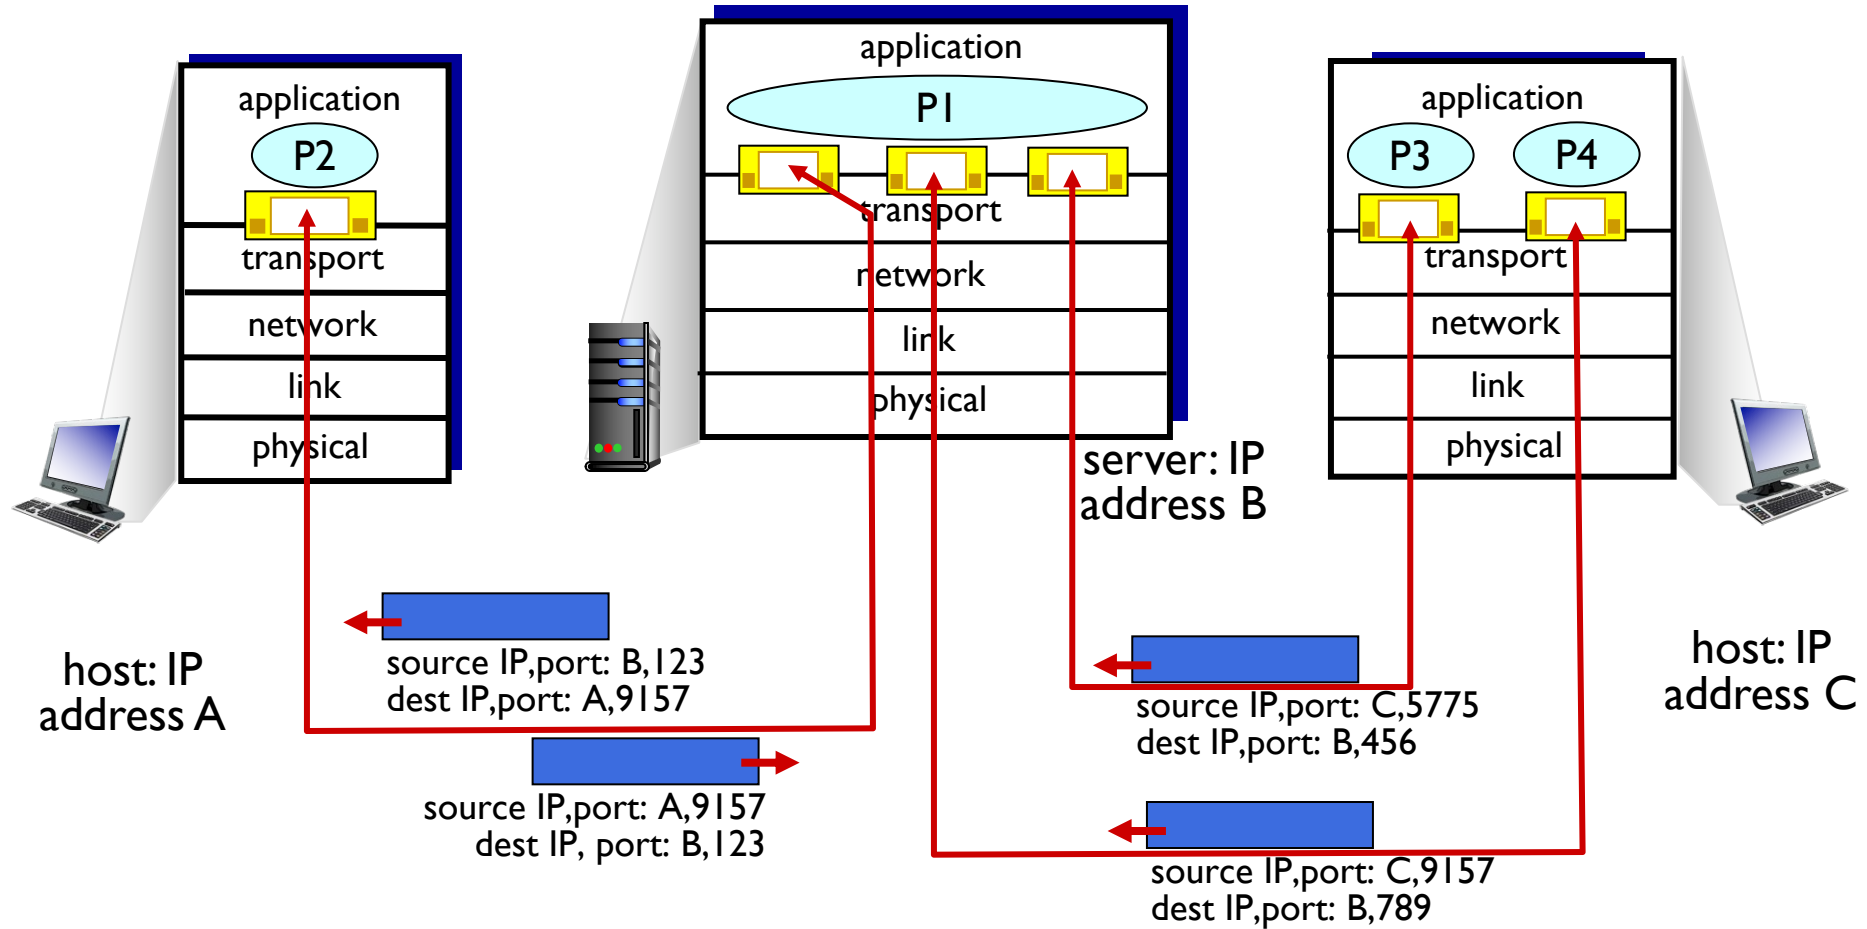 application
P2
transport
network
link
physical
host: IP
address A
application
P1
transport
network
link
physical
server: IP
address B
application
P3
P4
transport
network
link
physical
host: IP
address C
source IP,port: B,123
dest IP,port: A,9157
source IP,port: A,9157
dest IP, port: B,123
source IP,port: C,5775
dest IP,port: B,456
source IP,port: C,9157
dest IP,port: B,789